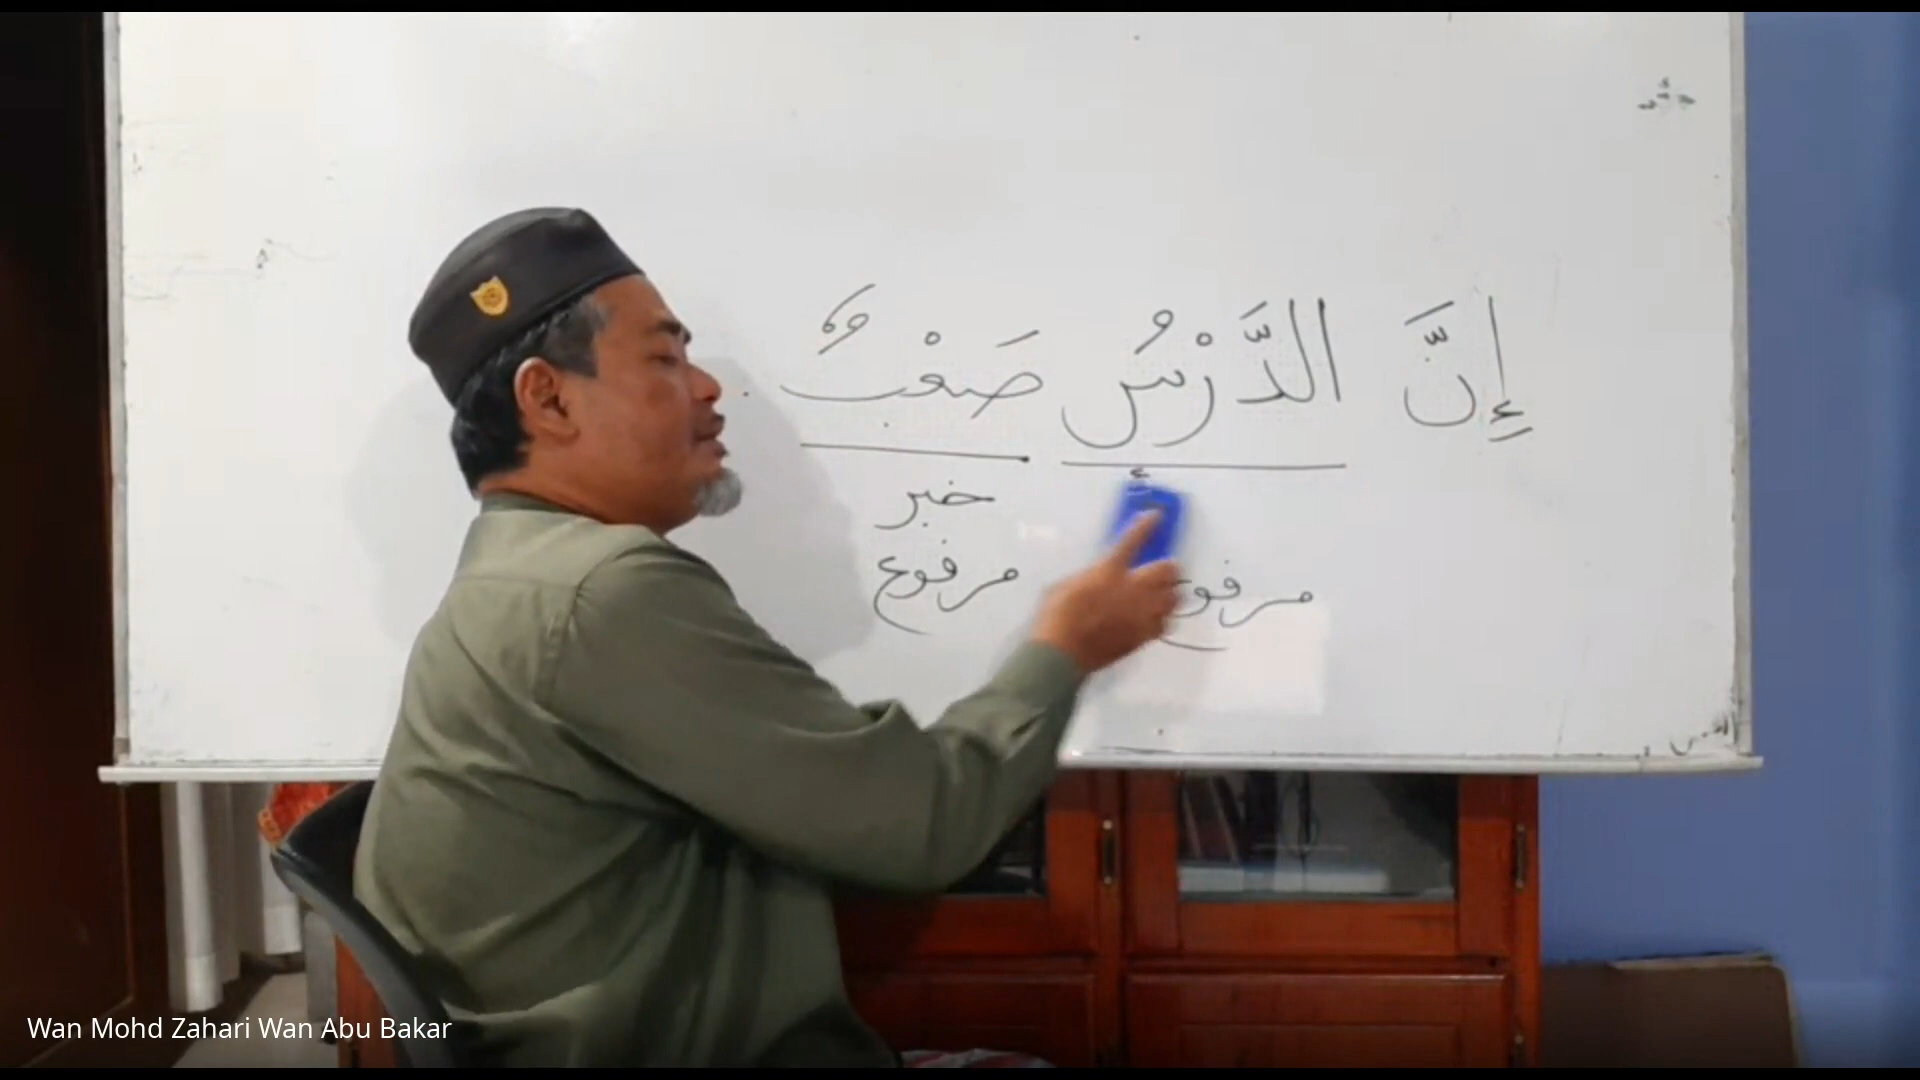 إِنَّ الدَّرْسُ صَعْبٌ
خبر
مرفوع
Wan Mohd Zahari Wan Abu Bakar